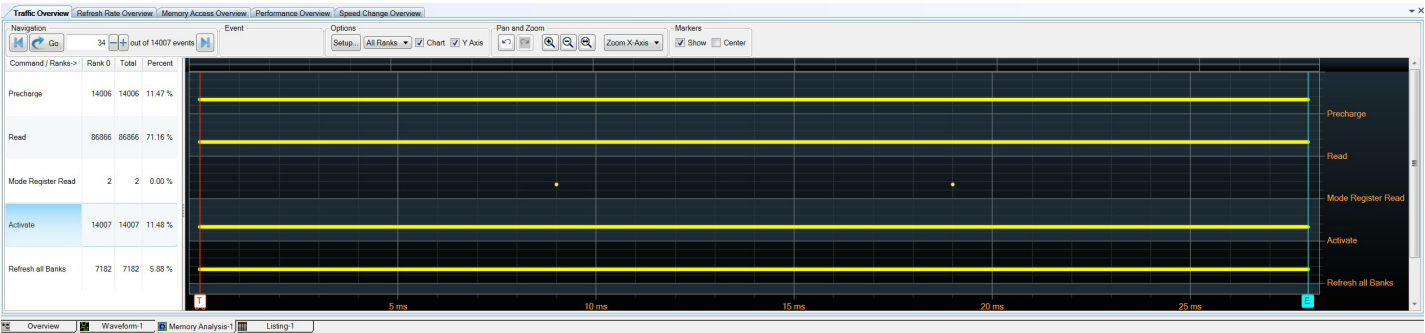 Traffic Overview Refresh Rate Overview Memory Access Overview Performance Overview Speed Change Overview
Navigation Event Options Pan and Zoom Markers
Go 34 out of 14007 events Setup... All Ranks Chart Y Axis Zoom X-Axis Show Center
Command / Ranks-> Rank 0 Total Percent
Precharge 14006 14006 11.47 %
Precharge
Read 86866 86866 71.16 %
Read
Mode Register Read 2 2 0.00 %
Mode Register Read
Activate 14007 14007 11.48 %
Activate
Refresh all Banks 7182 7182 5.88 %
Refresh all Banks
T E
5 ms 10 ms 15 ms 20 ms 25 ms
Overview Waveform-1 Memory Analysis-1 Listing-1